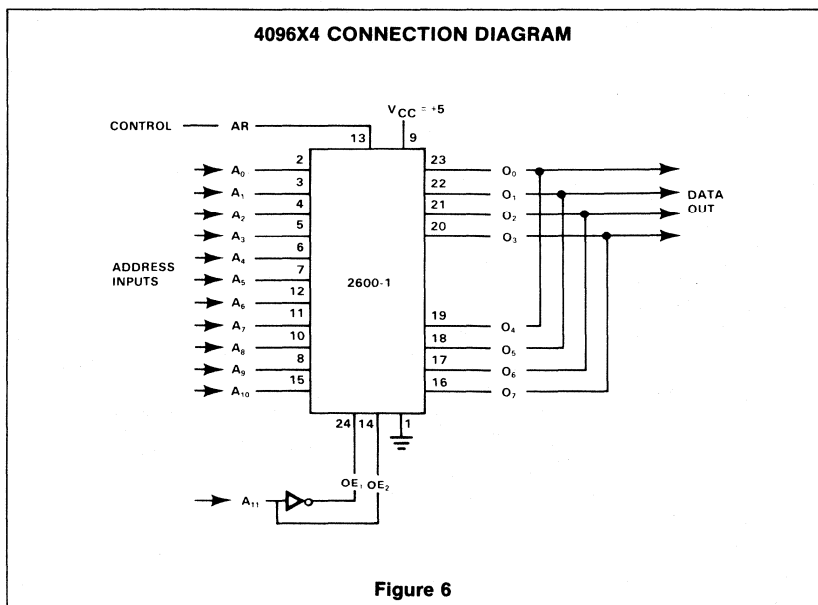 4096X4 CONNECTION DIAGRAM
VCC = +5
CONTROL AR
13 9
2 23
A0 O0
3 22
A1 O1 DATA
4 21
A2 O2 OUT
5 20
A3 O3
6
A4
ADDRESS 7
INPUTS A5 2600-1
12
A6
11 19
A7 O4
10 18
A8 O5
8 17
A9 O6
15 16
A10 O7
24 14 1
OE1 OE2
A11
Figure 6